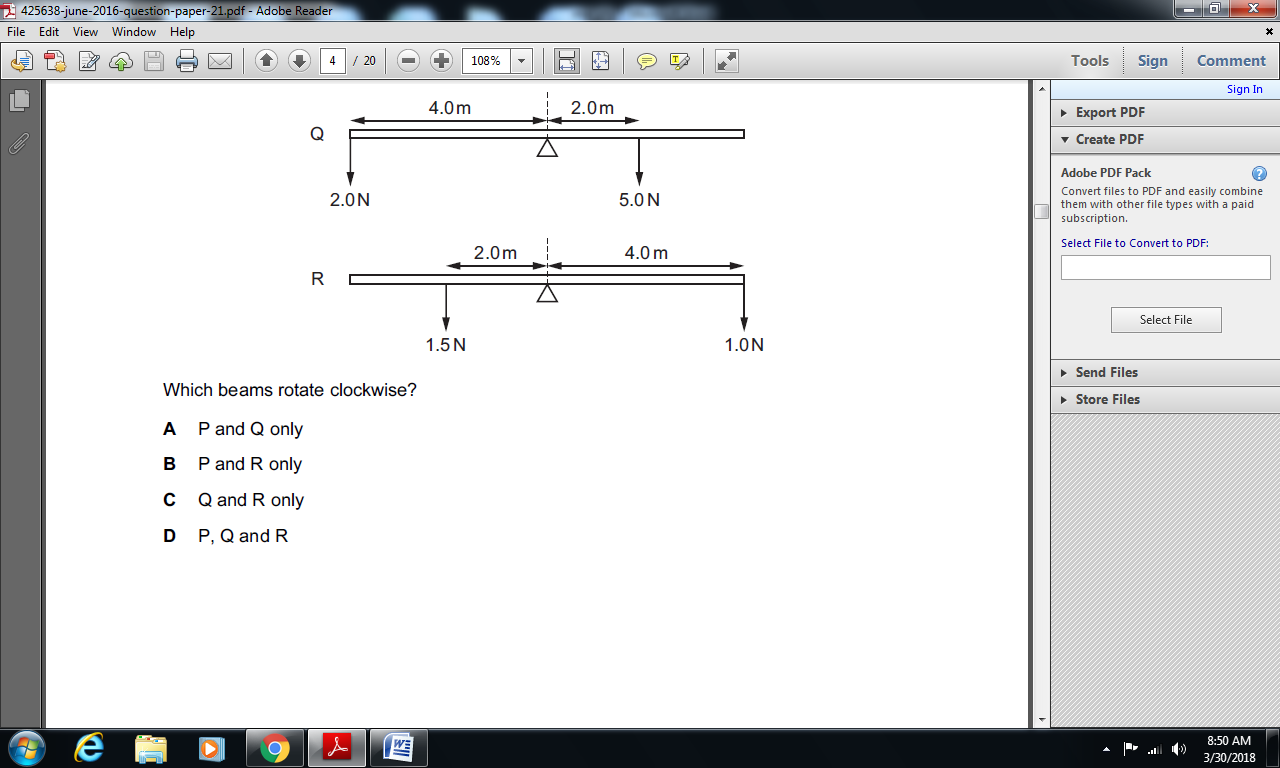 425638-june-2016-question-paper-21.pdf - Adobe Reader
File Edit View Window Help
4 / 20 108% Tools Sign Comment
Sign In
Export PDF
Create PDF
Adobe PDF Pack
Convert files to PDF and easily combine
them with other file types with a paid
subscription.
Select File to Convert to PDF:
Select File
Send Files
Store Files
4.0 m 2.0 m
Q
2.0 N 5.0 N
2.0 m 4.0 m
R
1.5 N 1.0 N
Which beams rotate clockwise?
A P and Q only
B P and R only
C Q and R only
D P, Q and R
8:50 AM
3/30/2018